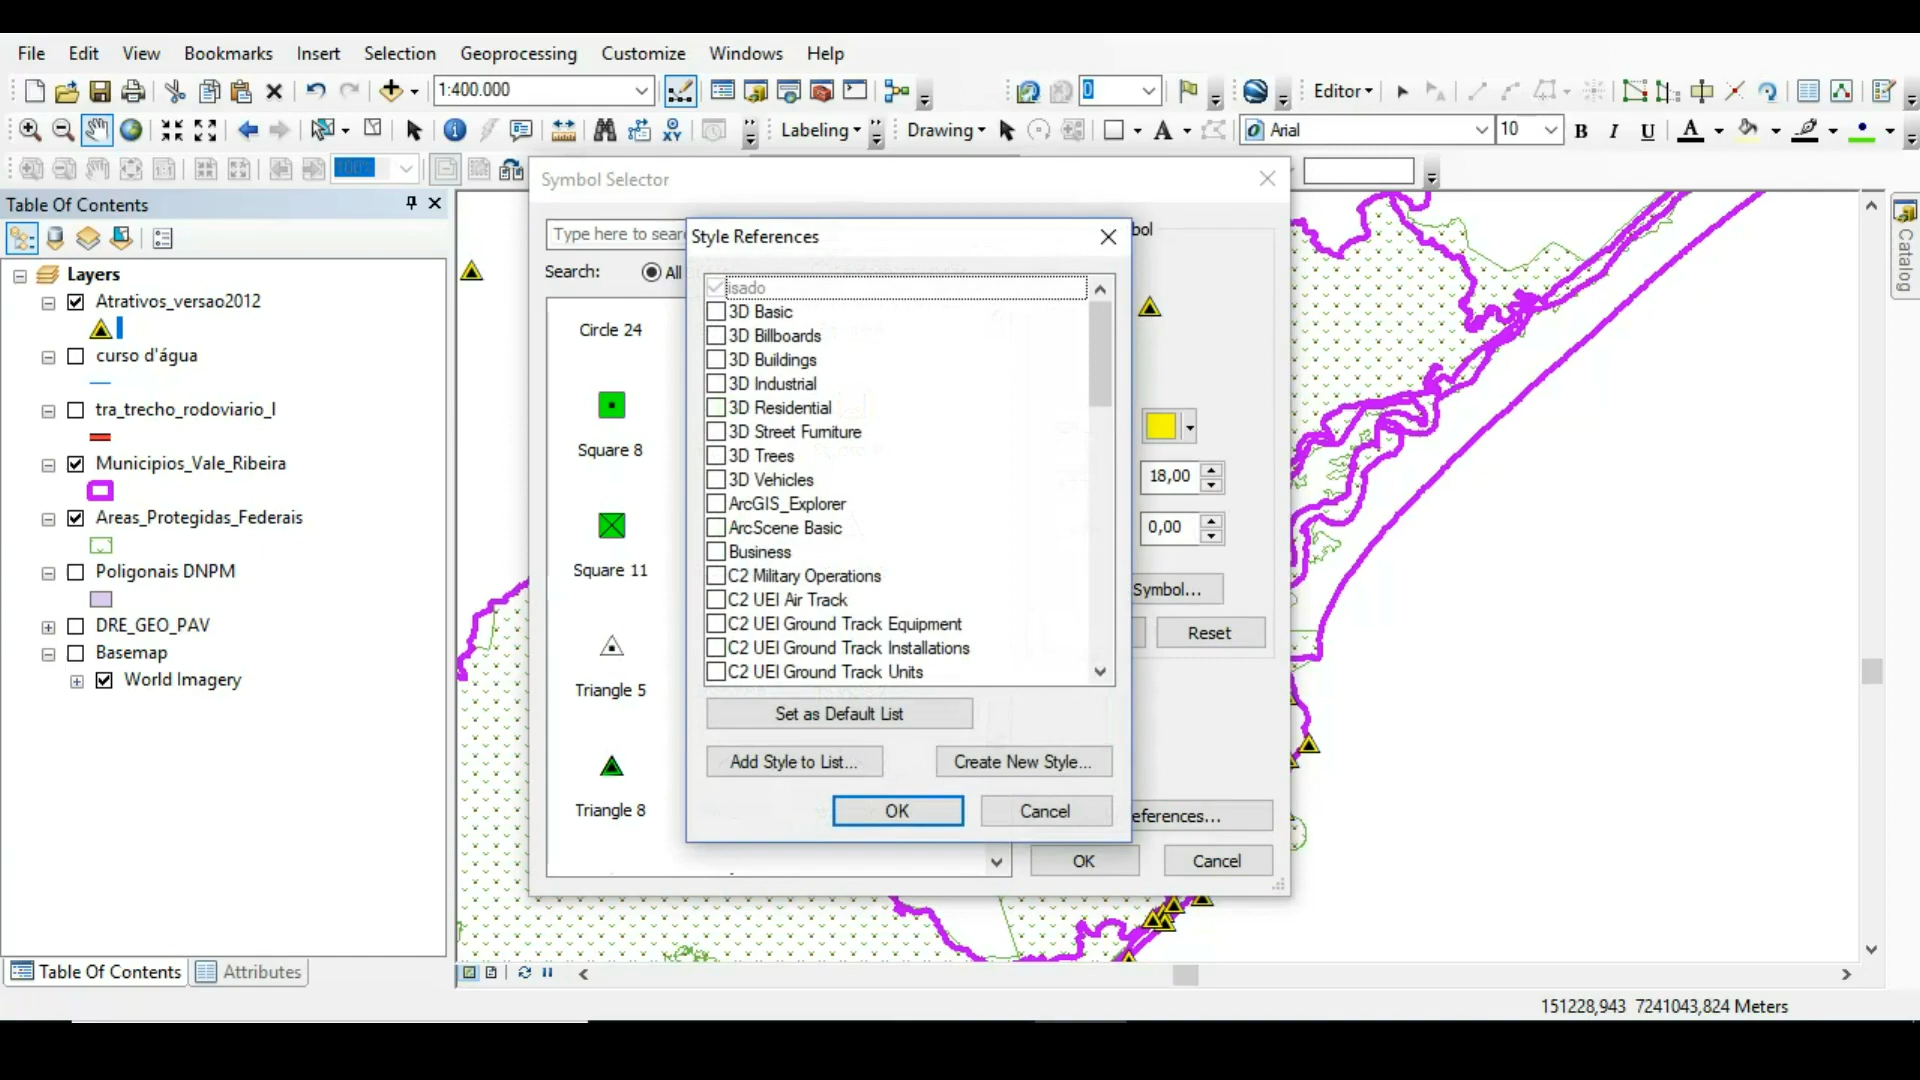 File Edit View Bookmarks Insert Selection Geoprocessing Customize Windows Help
1:400.000 0 Editor
Labeling Drawing A Arial 10 B I U A
100%
Table Of Contents
Symbol Selector
Layers
Atrativos_versao2012
curso d'água
tra_trecho_rodoviario_l
Municipios_Vale_Ribeira
Areas_Protegidas_Federais
Poligonais DNPM
DRE_GEO_PAV
Basemap
World Imagery
Table Of Contents Attributes
Type here to sear
Search: All
Circle 24
Square 8
Square 11
Triangle 5
Triangle 8
Style References
isado
3D Basic
3D Billboards
3D Buildings
3D Industrial
3D Residential
3D Street Furniture
3D Trees
3D Vehicles
ArcGIS_Explorer
ArcScene Basic
Business
C2 Military Operations
C2 UEI Air Track
C2 UEI Ground Track Equipment
C2 UEI Ground Track Installations
C2 UEI Ground Track Units
Set as Default List
Add Style to List... Create New Style...
OK Cancel
bol
18,00
0,00
Symbol...
Reset
eferences...
OK Cancel
Catalog
151228,943 7241043,824 Meters